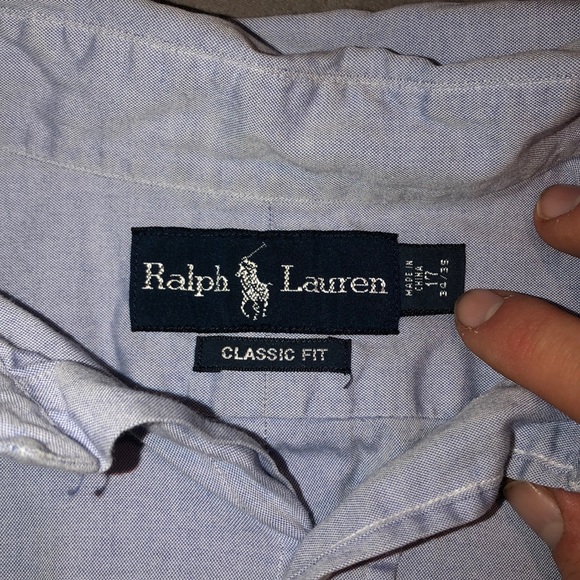 Ralph Lauren
CLASSIC FIT
MADE IN
CHINA
17
34/35